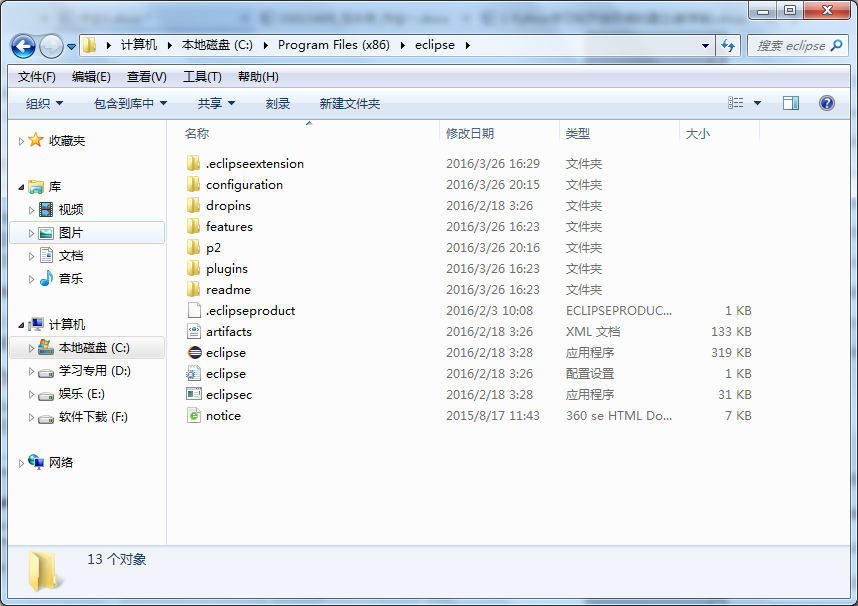 计算机 本地磁盘 (C:) Program Files (x86) eclipse 搜索 eclipse
文件(F) 编辑(E) 查看(V) 工具(T) 帮助(H)
组织 包含到库中 共享 刻录 新建文件夹
收藏夹
库
视频
图片
文档
音乐
计算机
本地磁盘 (C:)
学习专用 (D:)
娱乐 (E:)
软件下载 (F:)
网络
名称 修改日期 类型 大小
.eclipseextension 2016/3/26 16:29 文件夹
configuration 2016/3/26 20:15 文件夹
dropins 2016/2/18 3:26 文件夹
features 2016/3/26 16:23 文件夹
p2 2016/3/26 20:16 文件夹
plugins 2016/3/26 16:23 文件夹
readme 2016/3/26 16:23 文件夹
.eclipseproduct 2016/2/3 10:08 ECLIPSEPRODUC... 1 KB
artifacts 2016/2/18 3:26 XML 文档 133 KB
eclipse 2016/2/18 3:28 应用程序 319 KB
eclipse 2016/2/18 3:26 配置设置 1 KB
eclipsec 2016/2/18 3:28 应用程序 31 KB
notice 2015/8/17 11:43 360 se HTML Do... 7 KB
13 个对象